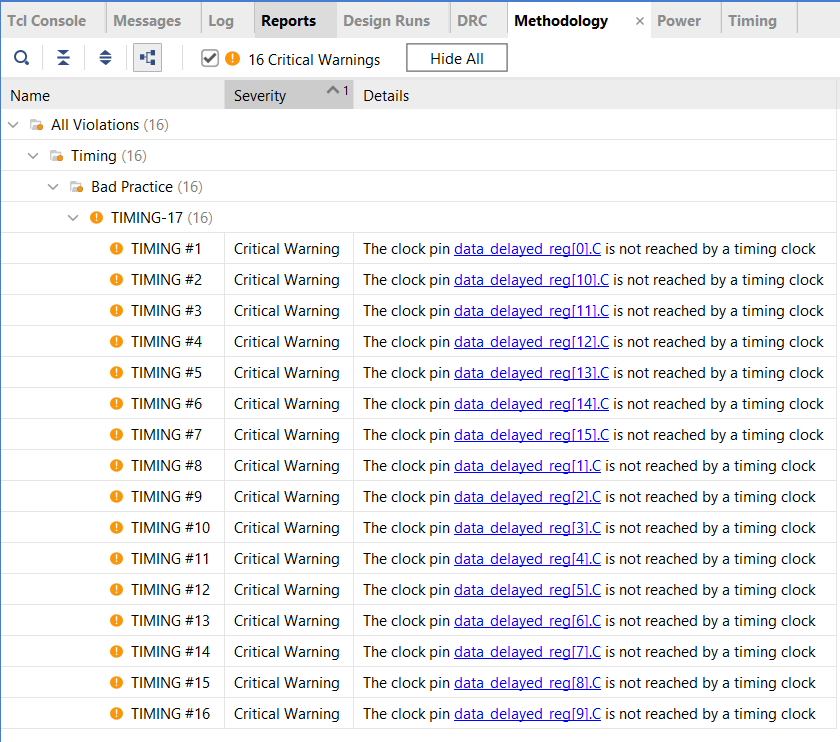 Tcl Console Messages Log Reports Design Runs DRC Methodology × Power Timing
16 Critical Warnings Hide All
Name Severity 1 Details
All Violations (16)
Timing (16)
Bad Practice (16)
TIMING-17 (16)
TIMING #1 Critical Warning The clock pin data_delayed_reg[0].C is not reached by a timing clock
TIMING #2 Critical Warning The clock pin data_delayed_reg[10].C is not reached by a timing clock
TIMING #3 Critical Warning The clock pin data_delayed_reg[11].C is not reached by a timing clock
TIMING #4 Critical Warning The clock pin data_delayed_reg[12].C is not reached by a timing clock
TIMING #5 Critical Warning The clock pin data_delayed_reg[13].C is not reached by a timing clock
TIMING #6 Critical Warning The clock pin data_delayed_reg[14].C is not reached by a timing clock
TIMING #7 Critical Warning The clock pin data_delayed_reg[15].C is not reached by a timing clock
TIMING #8 Critical Warning The clock pin data_delayed_reg[1].C is not reached by a timing clock
TIMING #9 Critical Warning The clock pin data_delayed_reg[2].C is not reached by a timing clock
TIMING #10 Critical Warning The clock pin data_delayed_reg[3].C is not reached by a timing clock
TIMING #11 Critical Warning The clock pin data_delayed_reg[4].C is not reached by a timing clock
TIMING #12 Critical Warning The clock pin data_delayed_reg[5].C is not reached by a timing clock
TIMING #13 Critical Warning The clock pin data_delayed_reg[6].C is not reached by a timing clock
TIMING #14 Critical Warning The clock pin data_delayed_reg[7].C is not reached by a timing clock
TIMING #15 Critical Warning The clock pin data_delayed_reg[8].C is not reached by a timing clock
TIMING #16 Critical Warning The clock pin data_delayed_reg[9].C is not reached by a timing clock